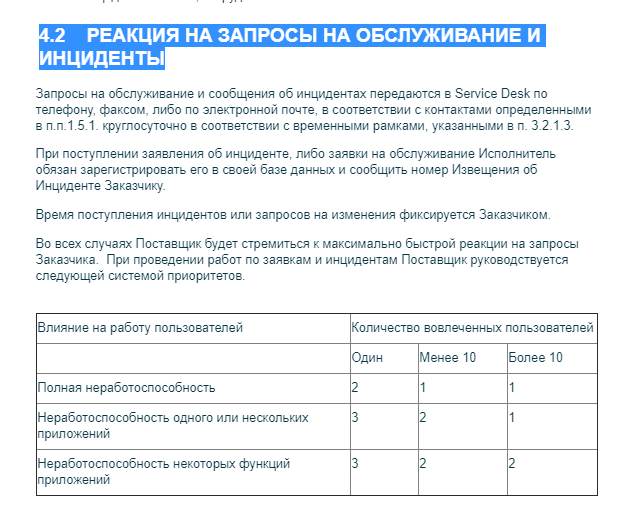 4.2 РЕАКЦИЯ НА ЗАПРОСЫ НА ОБСЛУЖИВАНИЕ И
ИНЦИДЕНТЫ
Запросы на обслуживание и сообщения об инцидентах передаются в Service Desk по
телефону, факсом, либо по электронной почте, в соответствии с контактами определенными
в п.п.1.5.1. круглосуточно в соответствии с временными рамками, указанными в п. 3.2.1.3.
При поступлении заявления об инциденте, либо заявки на обслуживание Исполнитель
обязан зарегистрировать его в своей базе данных и сообщить номер Извещения об
Инциденте Заказчику.
Время поступления инцидентов или запросов на изменения фиксируется Заказчиком.
Во всех случаях Поставщик будет стремиться к максимально быстрой реакции на запросы
Заказчика. При проведении работ по заявкам и инцидентам Поставщик руководствуется
следующей системой приоритетов.
Влияние на работу пользователей Количество вовлеченных пользователей
Один Менее 10 Более 10
Полная неработоспособность 2 1 1
Неработоспособность одного или нескольких 3 2 1
приложений
Неработоспособность некоторых функций 3 2 2
приложений